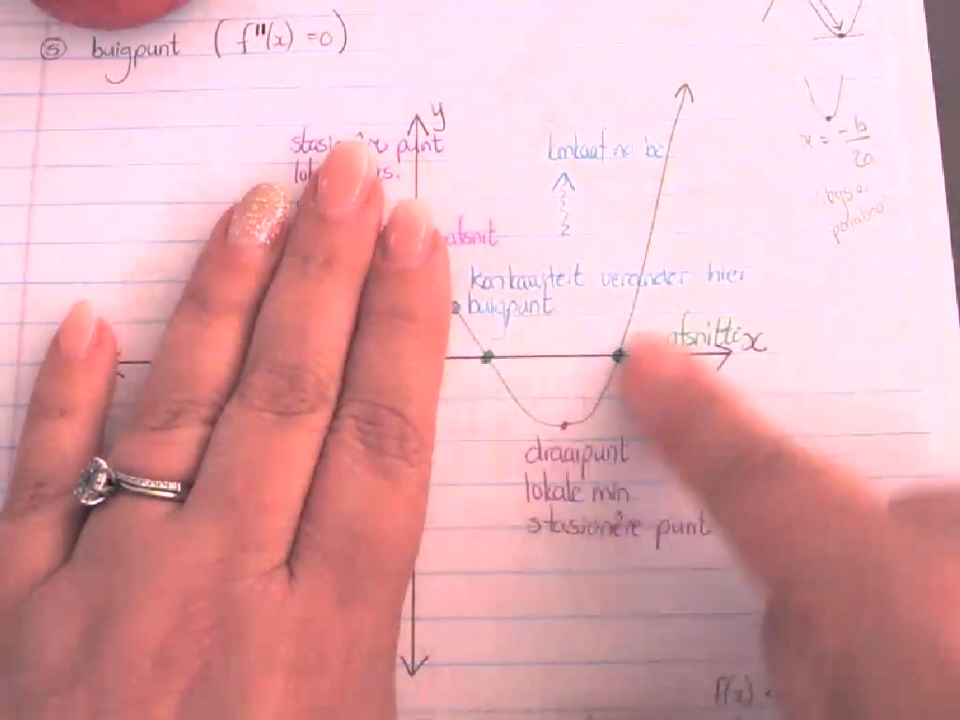 ⑤ buigpunt (f"(x) = 0)
y
punt
konkaaf na bo
x = -b/2a
afsnit
konkawiteit verander hier
buigpunt
afsnitte x
draaipunt
lokale min
stasionêre punt
f(x)